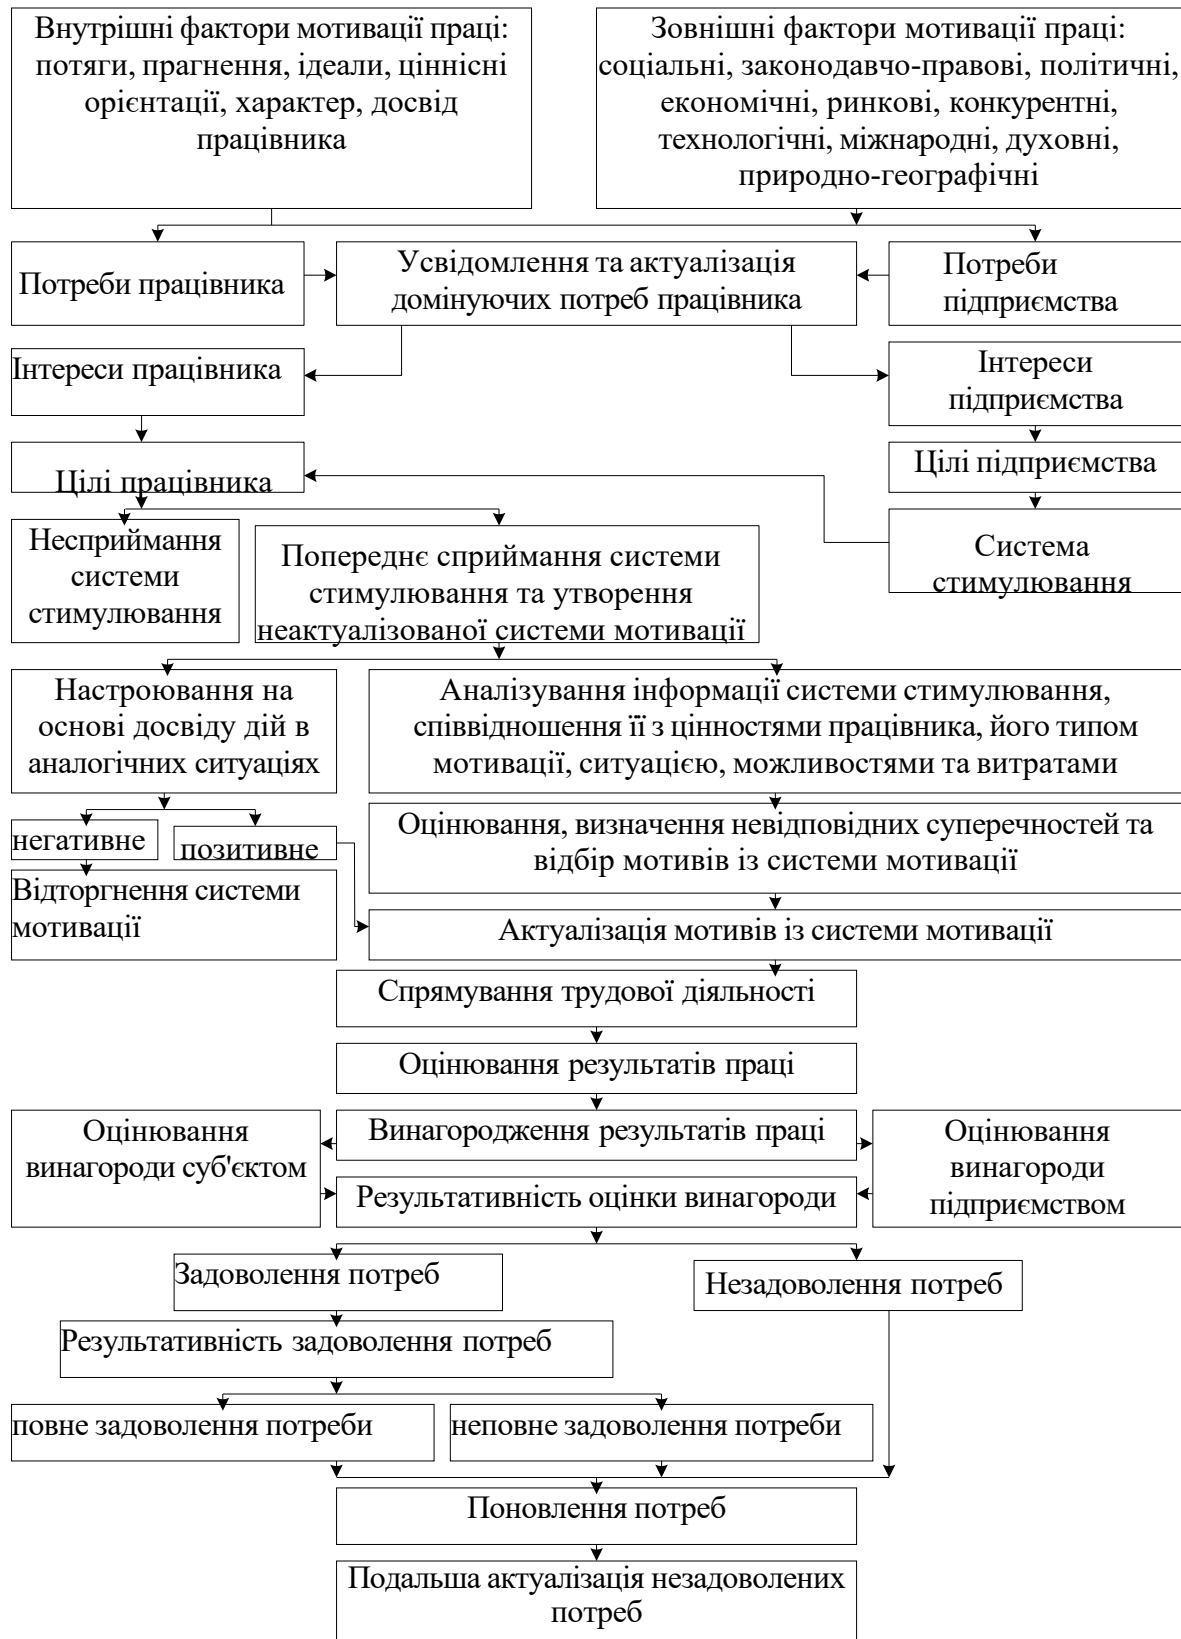 Внутрішні фактори мотивації праці:
потяги, прагнення, ідеали, ціннісні
орієнтації, характер, досвід
працівника
Зовнішні фактори мотивації праці:
соціальні, законодавчо-правові, політичні,
економічні, ринкові, конкурентні,
технологічні, міжнародні, духовні,
природно-географічні
Потреби працівника
Усвідомлення та актуалізація
домінуючих потреб працівника
Потреби
підприємства
Інтереси працівника
Інтереси
підприємства
Цілі працівника
Цілі підприємства
Несприймання
системи
стимулювання
Попереднє сприймання системи
стимулювання та утворення
неактуалізованої системи мотивації
Система
стимулювання
Настроювання на
основі досвіду дій в
аналогічних ситуаціях
Аналізування інформації системи стимулювання,
співвідношення її з цінностями працівника, його типом
мотивації, ситуацією, можливостями та витратами
негативне
позитивне
Оцінювання, визначення невідповідних суперечностей та
відбір мотивів із системи мотивації
Відторгнення системи
мотивації
Актуалізація мотивів із системи мотивації
Спрямування трудової діяльності
Оцінювання результатів праці
Оцінювання
винагороди суб'єктом
Винагородження результатів праці
Оцінювання
винагороди
підприємством
Результативність оцінки винагороди
Задоволення потреб
Незадоволення потреб
Результативність задоволення потреб
повне задоволення потреби
неповне задоволення потреби
Поновлення потреб
Подальша актуалізація незадоволених
потреб